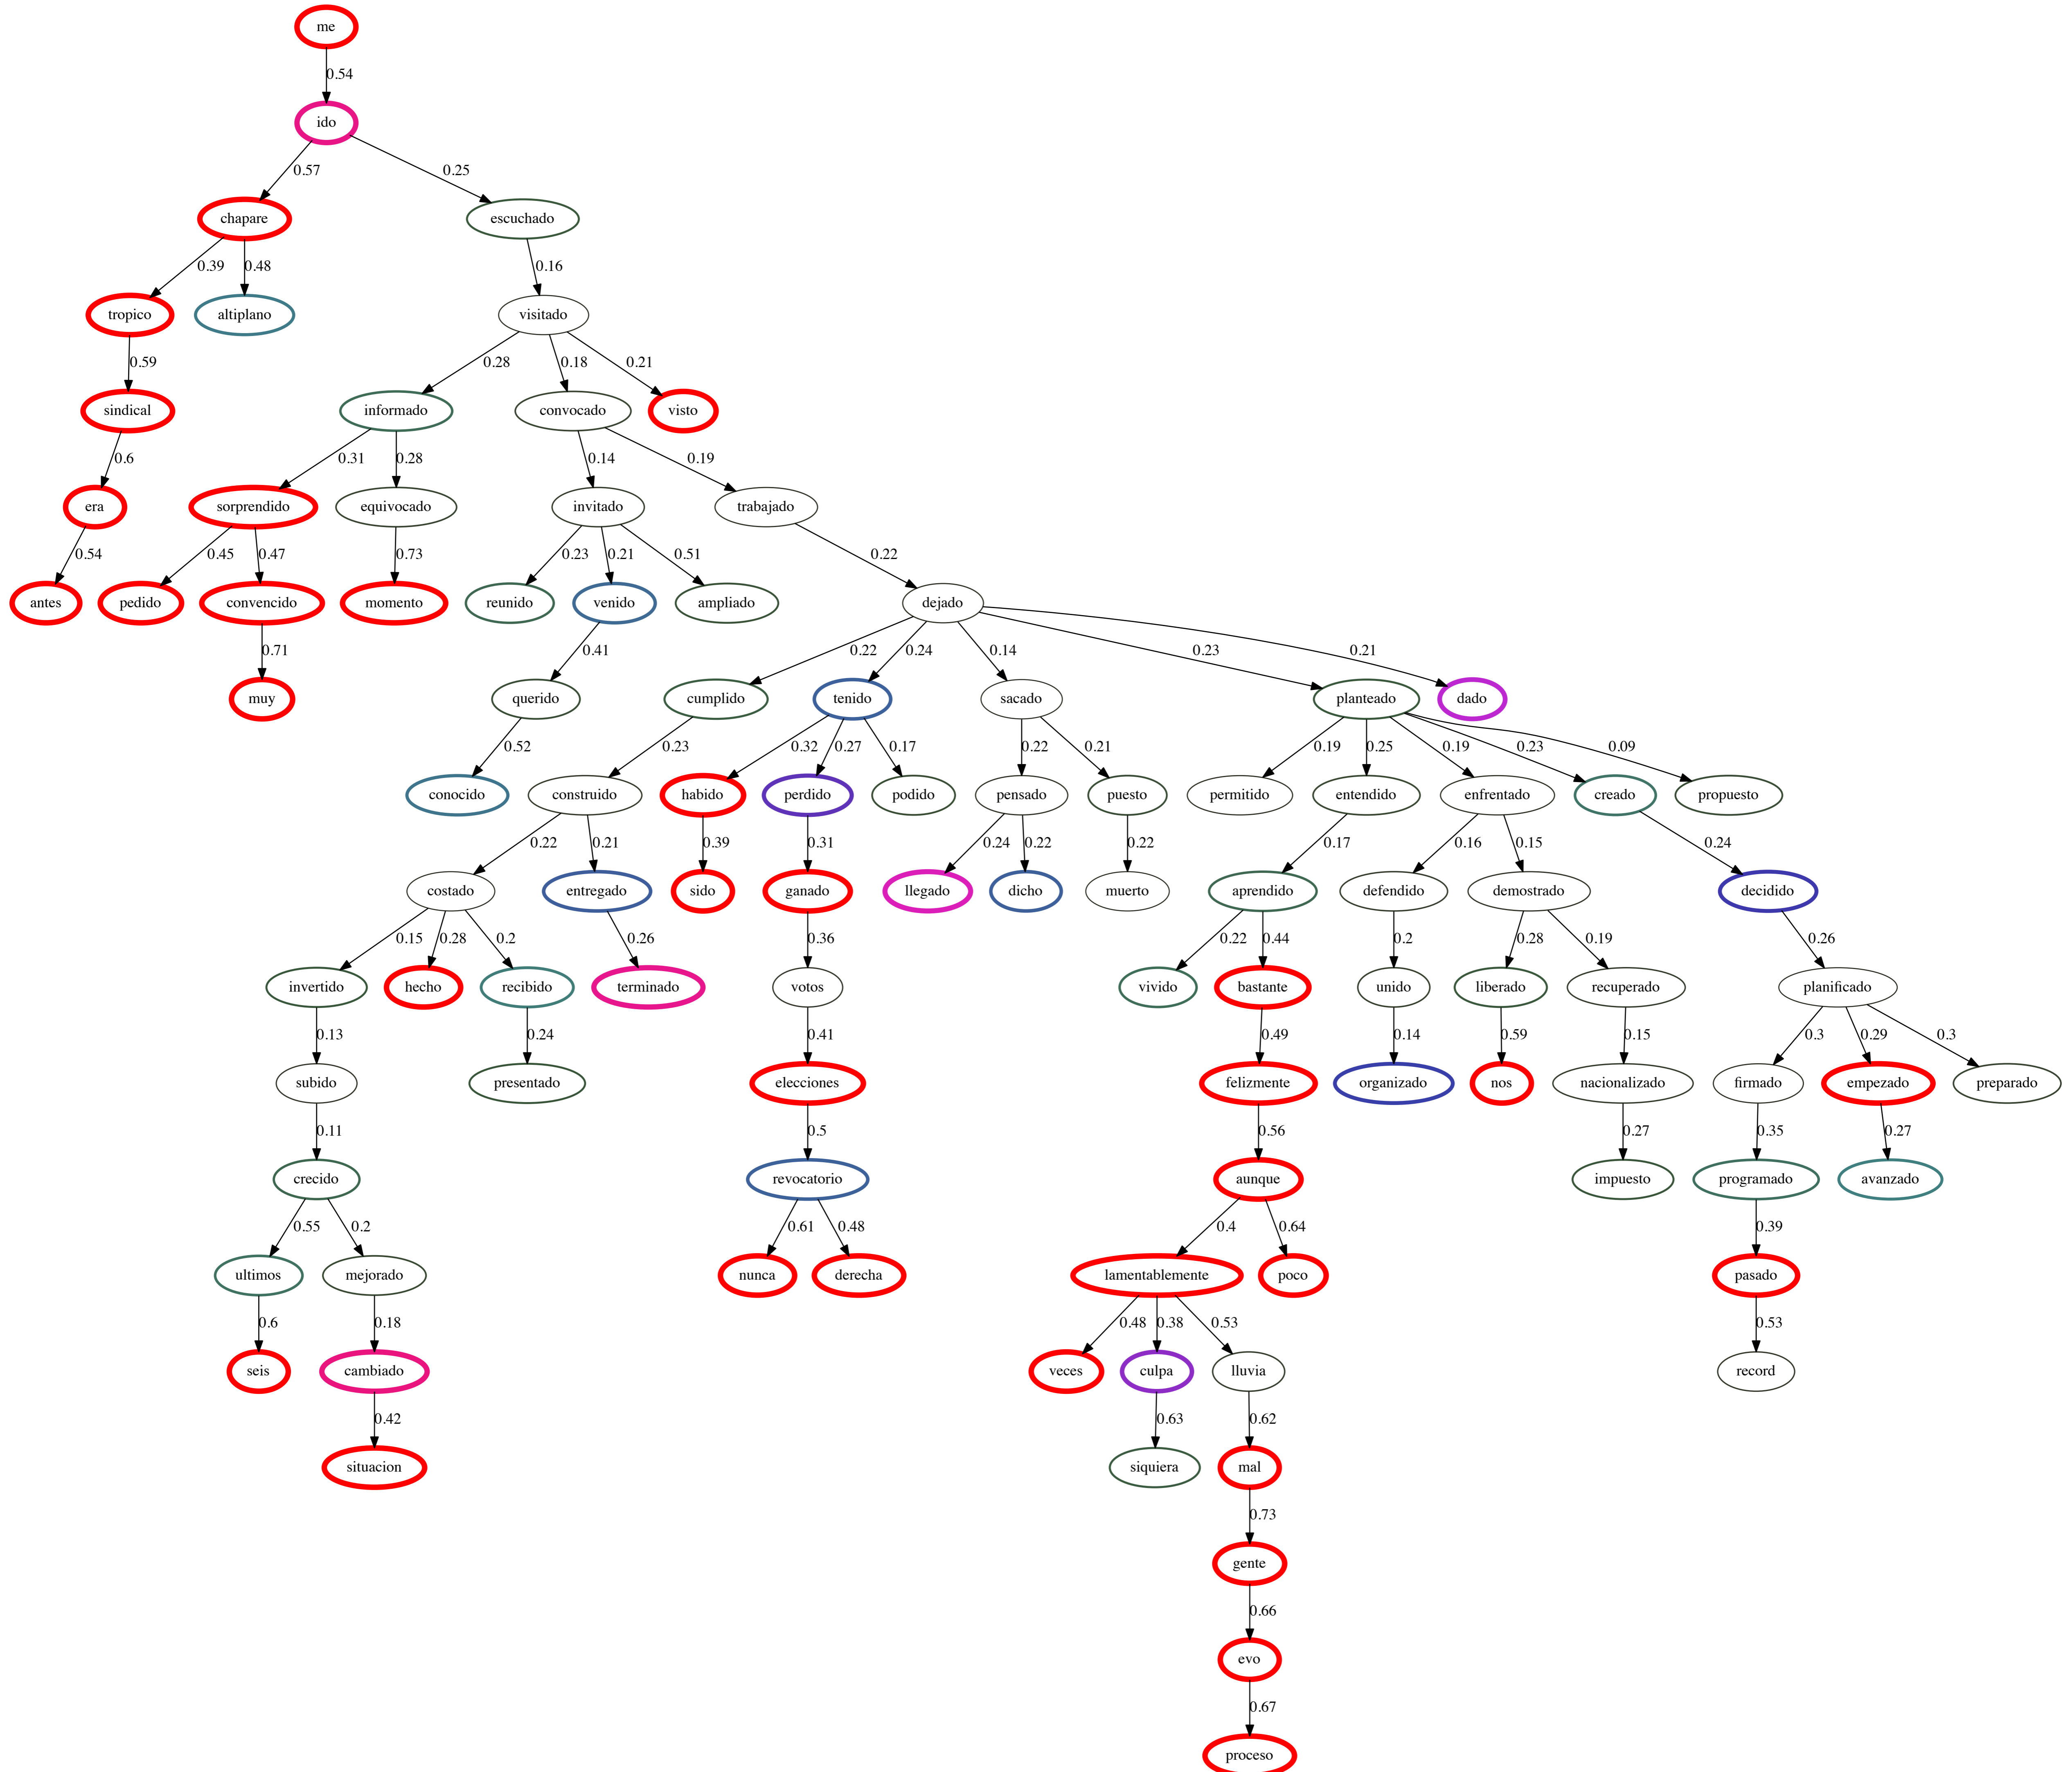 me
0.54
ido
0.57 0.25
chapare escuchado
0.39 0.48 0.16
tropico altiplano visitado
0.59 0.28 0.18 0.21
sindical informado convocado visto
0.6 0.31 0.28 0.14 0.19
era sorprendido equivocado invitado trabajado
0.54 0.45 0.47 0.73 0.23 0.21 0.51 0.22
antes pedido convencido momento reunido venido ampliado dejado
0.71 0.41 0.22 0.24 0.14 0.23 0.21
muy querido cumplido tenido sacado planteado dado
0.52 0.23 0.32 0.27 0.17 0.22 0.21 0.19 0.25 0.19 0.23 0.09
conocido construido habido perdido podido pensado puesto permitido entendido enfrentado creado propuesto
0.22 0.21 0.39 0.31 0.24 0.22 0.22 0.17 0.16 0.15 0.24
costado entregado sido ganado llegado dicho muerto aprendido defendido demostrado decidido
0.15 0.28 0.2 0.26 0.36 0.22 0.44 0.2 0.28 0.19 0.26
invertido hecho recibido terminado votos vivido bastante unido liberado recuperado planificado
0.13 0.24 0.41 0.49 0.14 0.59 0.15 0.3 0.29 0.3
subido presentado elecciones felizmente organizado nos nacionalizado firmado empezado preparado
0.11 0.5 0.56 0.27 0.35 0.27
crecido revocatorio aunque impuesto programado avanzado
0.55 0.2 0.61 0.48 0.4 0.64 0.39
ultimos mejorado nunca derecha lamentablemente poco pasado
0.6 0.18 0.48 0.38 0.53 0.53
seis cambiado veces culpa lluvia record
0.42 0.63 0.62
situacion siquiera mal
0.73
gente
0.66
evo
0.67
proceso